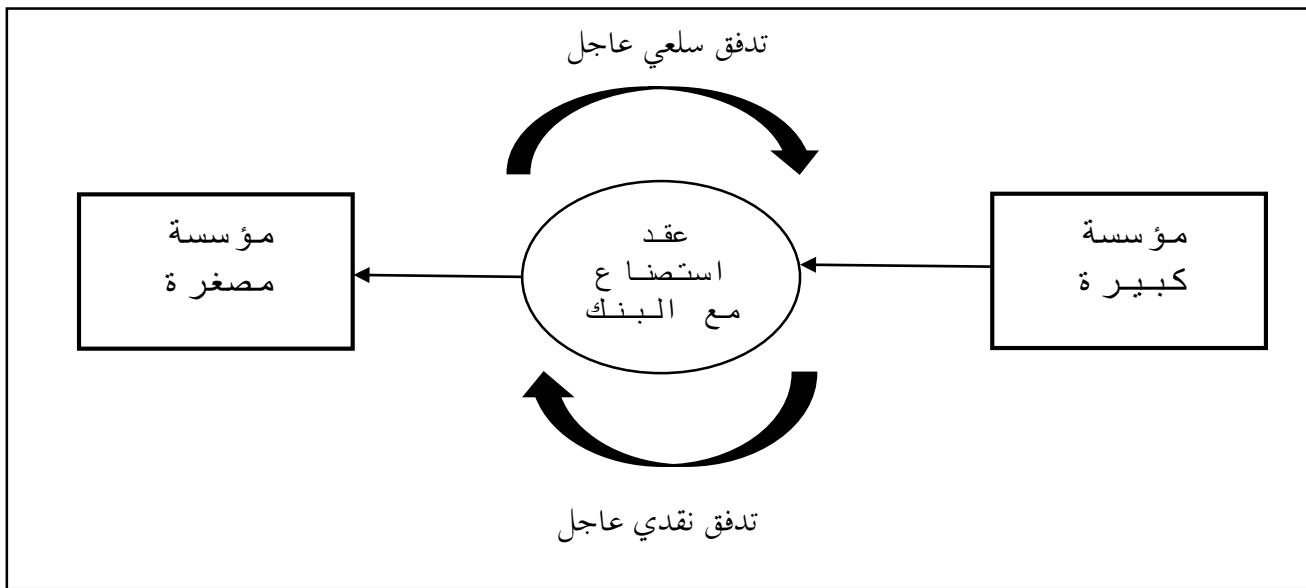 تدفق سلعي عاجل
مؤسسة
كبيرة
عقد
استصناع
مع البنك
مؤسسة
مصغرة
تدفق نقدي عاجل